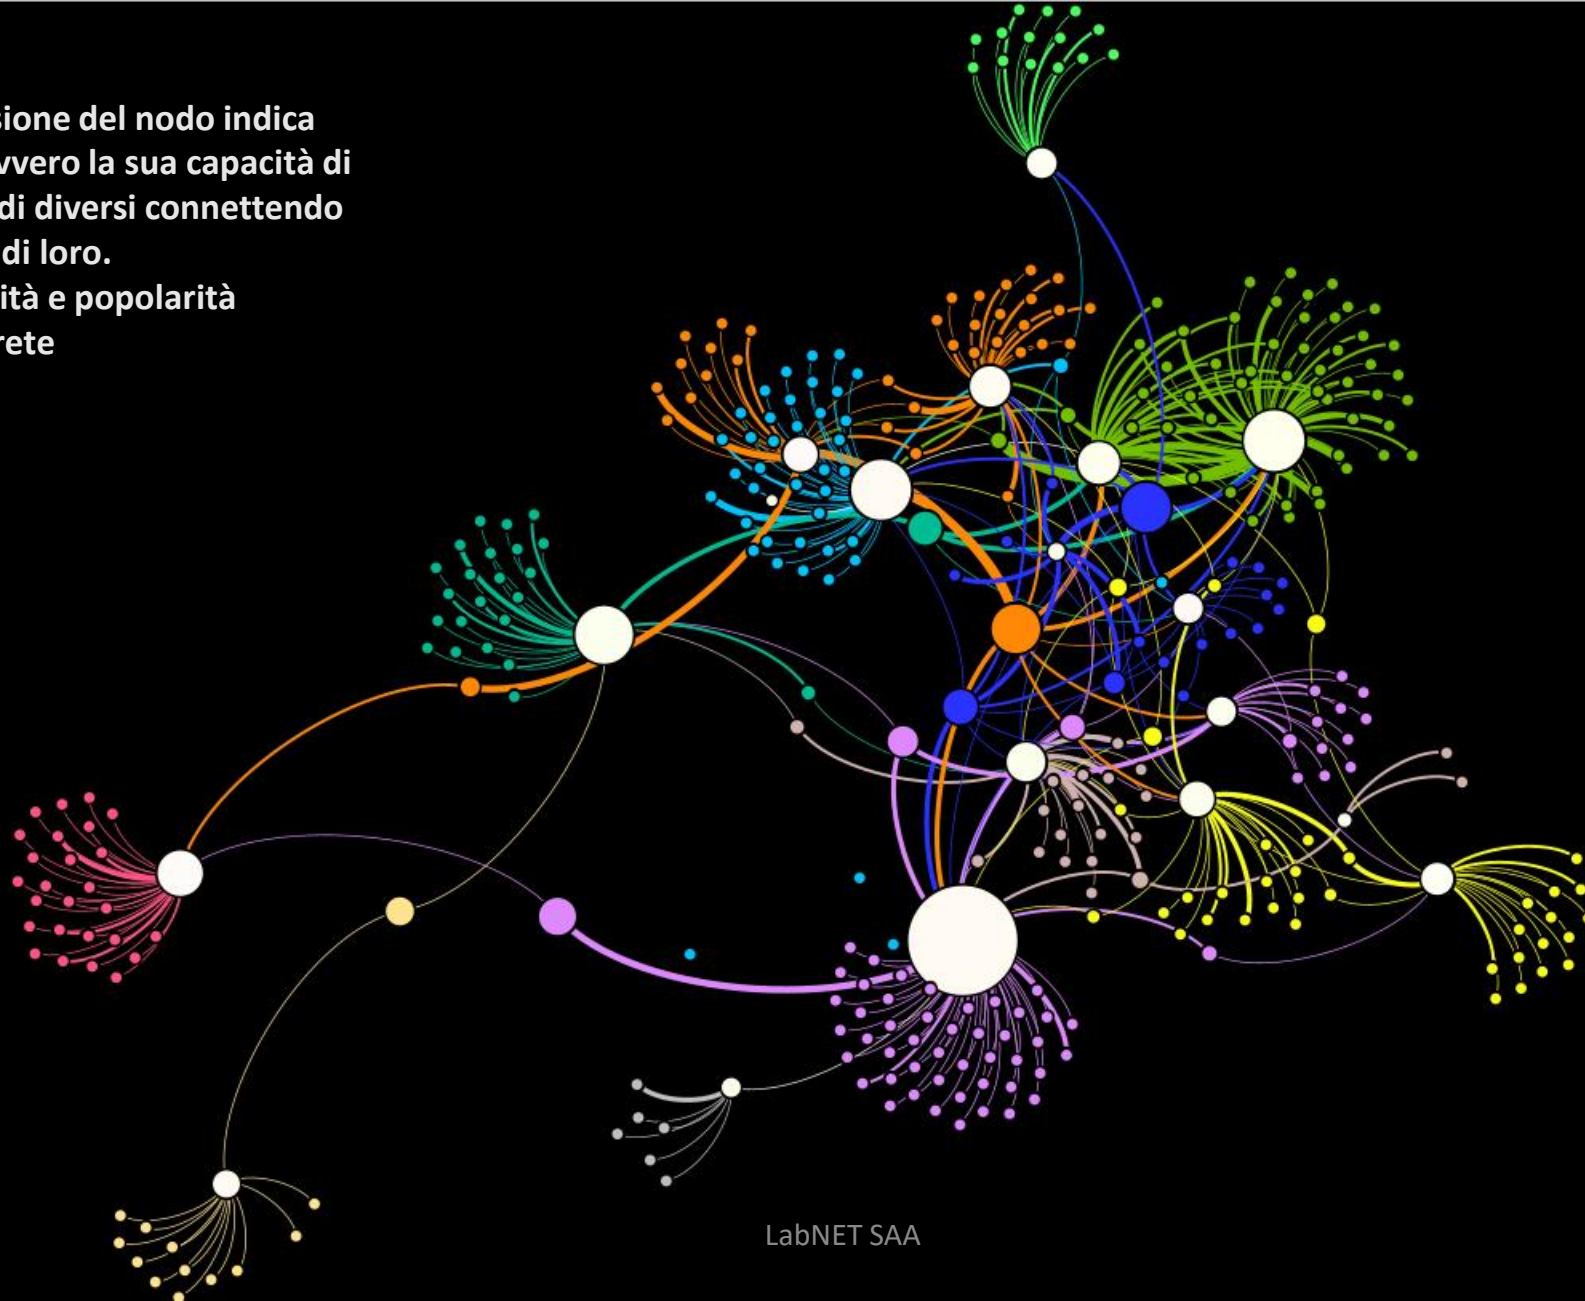 sione del nodo indica
vvero la sua capacità di
di diversi connettendo
di loro.
ità e popolarità
rete
LabNET SAA